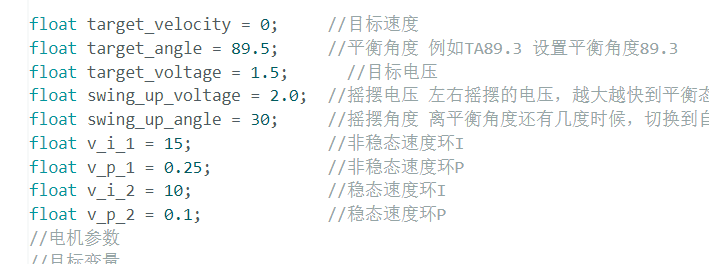 float target_velocity = 0; //目标速度
float target_angle = 89.5; //平衡角度 例如TA89.3 设置平衡角度89.3
float target_voltage = 1.5; //目标电压
float swing_up_voltage = 2.0; //摇摆电压 左右摇摆的电压，越大越快到平衡态
float swing_up_angle = 30; //摇摆角度 离平衡角度还有几度时候，切换到自
float v_i_1 = 15; //非稳态速度环I
float v_p_1 = 0.25; //非稳态速度环P
float v_i_2 = 10; //稳态速度环I
float v_p_2 = 0.1; //稳态速度环P
//电机参数
//目标变量